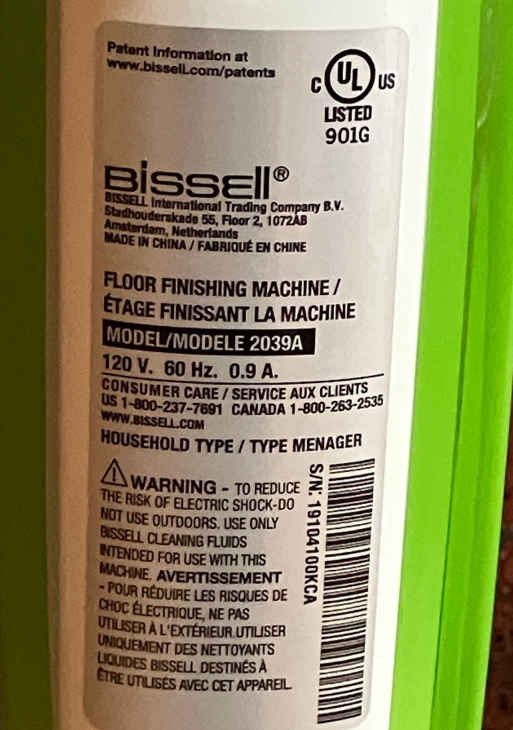 Patent Information at
www.bissell.com/patents
C UL US
LISTED
901G
BISSELL®
BISSELL International Trading Company B.V.
Stadhouderskade 55, Floor 2, 1072AB
Amsterdam, Netherlands
MADE IN CHINA / FABRIQUÉ EN CHINE
FLOOR FINISHING MACHINE /
ÉTAGE FINISSANT LA MACHINE
MODEL/MODELE 2039A
120 V. 60 Hz. 0.9 A.
CONSUMER CARE / SERVICE AUX CLIENTS
US 1-800-237-7691 CANADA 1-800-263-2535
WWW.BISSELL.COM
HOUSEHOLD TYPE / TYPE MENAGER
WARNING - TO REDUCE
THE RISK OF ELECTRIC SHOCK-DO
NOT USE OUTDOORS. USE ONLY
BISSELL CLEANING FLUIDS
INTENDED FOR USE WITH THIS
MACHINE. AVERTISSEMENT
- POUR RÉDUIRE LES RISQUES DE
CHOC ÉLECTRIQUE, NE PAS
UTILISER À L'EXTÉRIEUR.UTILISER
UNIQUEMENT DES NETTOYANTS
LIQUIDES BISSELL DESTINÉS À
ÊTRE UTILISÉS AVEC CET APPAREIL.
S/N: 19104100KCA